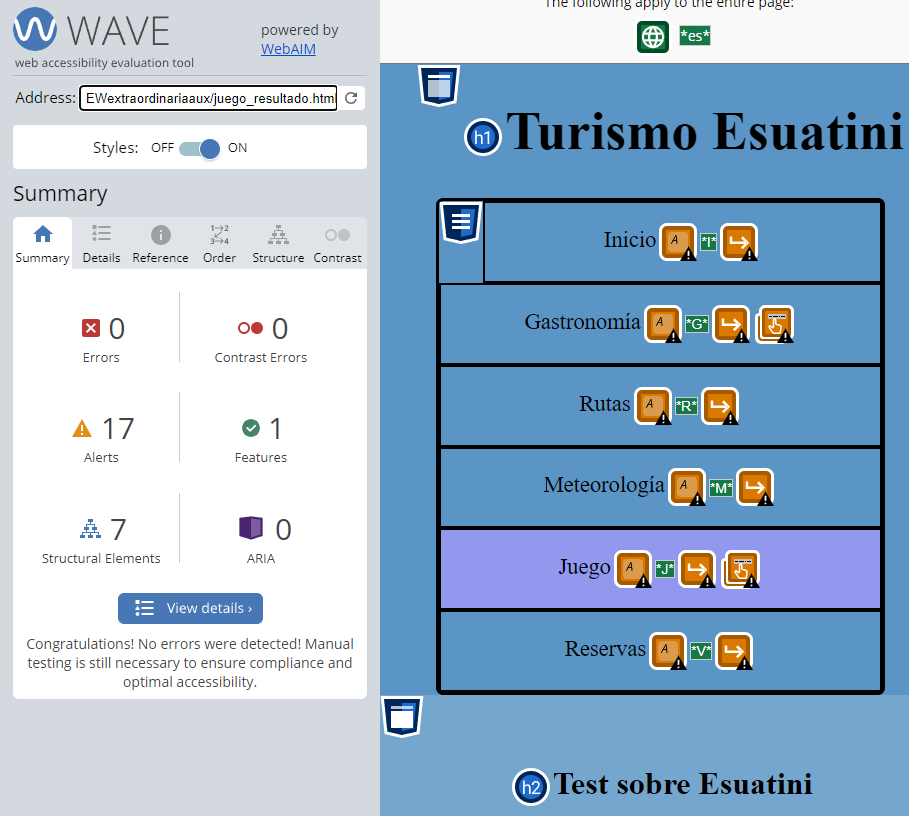 WAVE
web accessibility evaluation tool
powered by
WebAIM
Address: EWextraordinariaaux/juego_resultado.html
Styles: OFF ON
Summary
Summary Details Reference Order Structure Contrast
0
Errors
0
Contrast Errors
17
Alerts
1
Features
7
Structural Elements
0
ARIA
View details ›
Congratulations! No errors were detected! Manual
testing is still necessary to ensure compliance and
optimal accessibility.
The following apply to the entire page:
*es*
h1 Turismo Esuatini
Inicio A *I*
Gastronomía A *G*
Rutas A *R*
Meteorología A *M*
Juego A *J*
Reservas A *V*
h2 Test sobre Esuatini